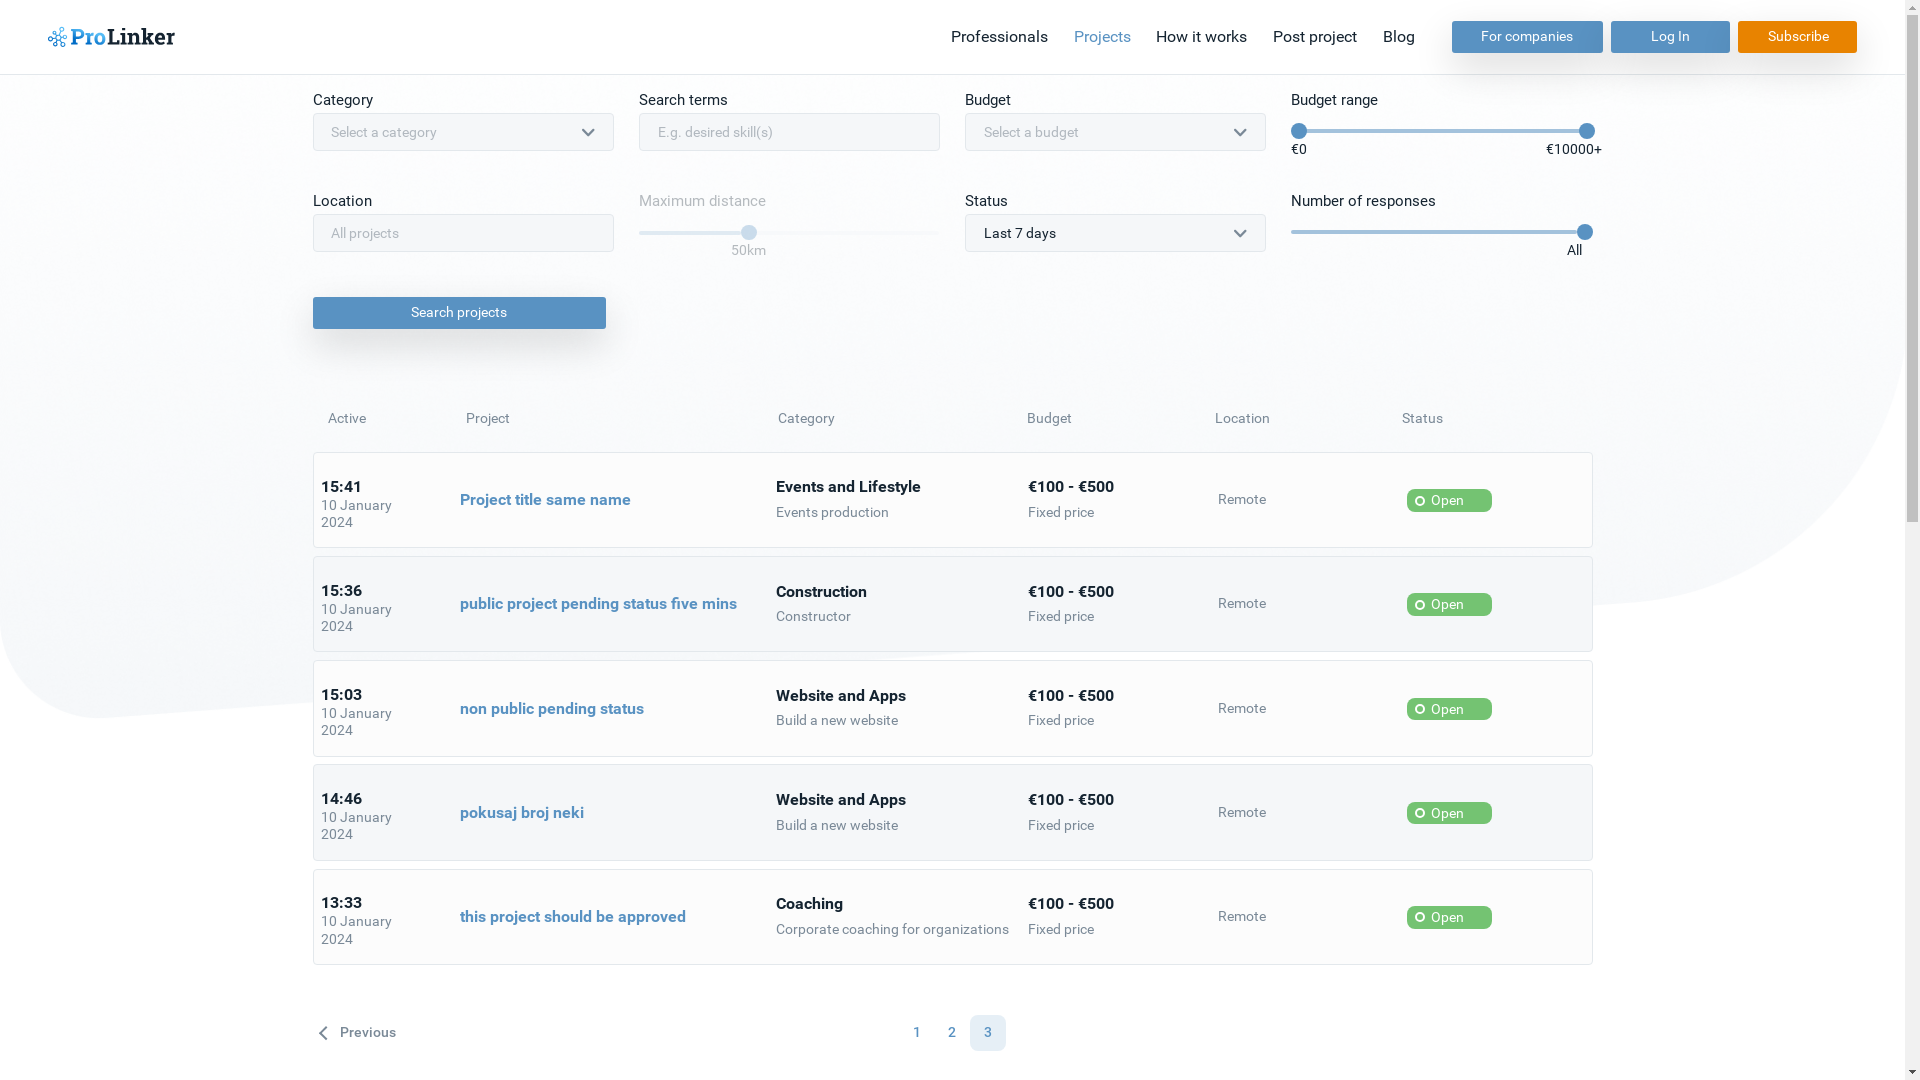 ProLinker
Professionals Projects How it works Post project Blog For companies Log In Subscribe
Category Search terms Budget Budget range
Select a category E.g. desired skill(s) Select a budget
€0 €10000+
Location Maximum distance Status Number of responses
All projects Last 7 days
50km All
Search projects
Active Project Category Budget Location Status
15:41
10 January
2024
Project title same name
Events and Lifestyle
Events production
€100 - €500
Fixed price
Remote
Open
15:36
10 January
2024
public project pending status five mins
Construction
Constructor
€100 - €500
Fixed price
Remote
Open
15:03
10 January
2024
non public pending status
Website and Apps
Build a new website
€100 - €500
Fixed price
Remote
Open
14:46
10 January
2024
pokusaj broj neki
Website and Apps
Build a new website
€100 - €500
Fixed price
Remote
Open
13:33
10 January
2024
this project should be approved
Coaching
Corporate coaching for organizations
€100 - €500
Fixed price
Remote
Open
Previous 1 2 3